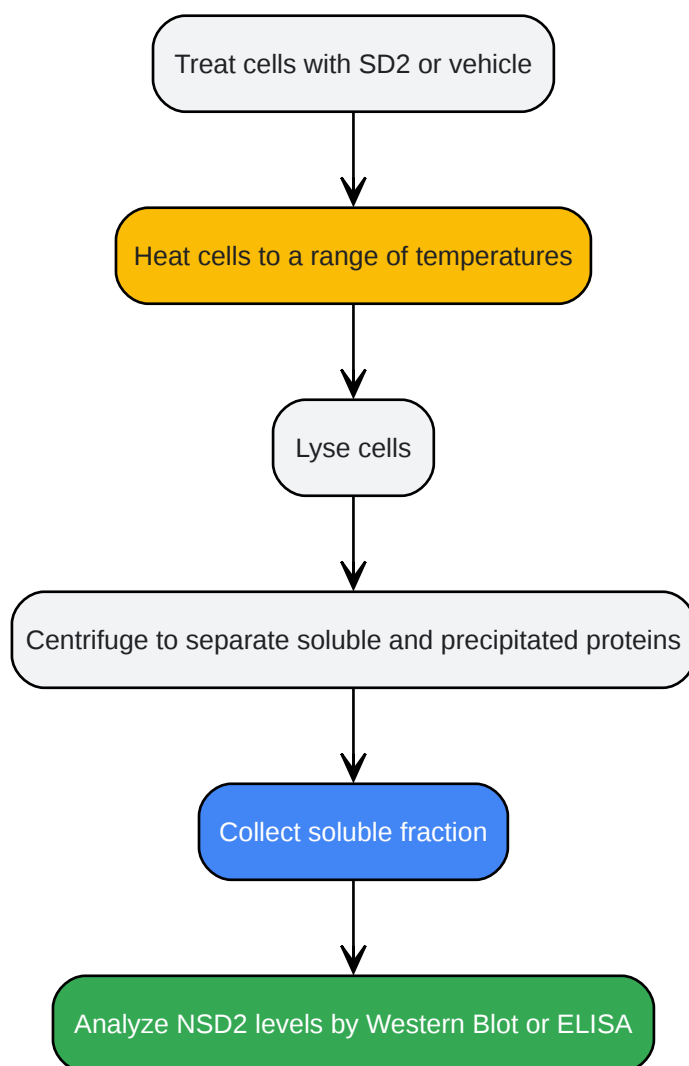 Treat cells with SD2 or vehicle
Heat cells to a range of temperatures
Lyse cells
Centrifuge to separate soluble and precipitated proteins
Collect soluble fraction
Analyze NSD2 levels by Western Blot or ELISA